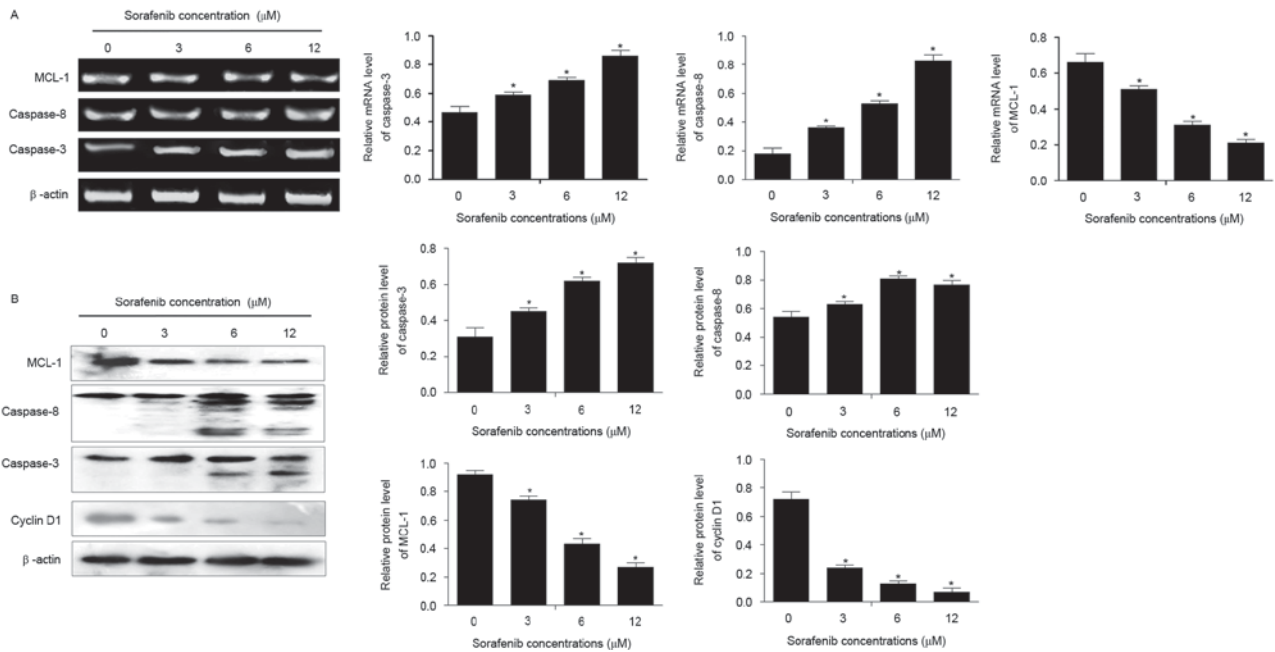 A
Sorafenib concentration (μM)
0 3 6 12
MCL-1
Caspase-8
Caspase-3
β -actin
Relative mRNA level
of caspase-3
1.0
0.8
0.6
0.4
0.2
0.0
* * *
0 3 6 12
Sorafenib concentrations (μM)
Relative mRNA level
of caspase-8
1.0
0.8
0.6
0.4
0.2
0.0
* * *
0 3 6 12
Sorafenib concentrations (μM)
Relative mRNA level
of MCL-1
0.8
0.6
0.4
0.2
0.0
* * *
0 3 6 12
Sorafenib concentrations (μM)
B
Sorafenib concentration (μM)
0 3 6 12
MCL-1
Caspase-8
Caspase-3
Cyclin D1
β -actin
Relative protein level
of caspase-3
0.8
0.6
0.4
0.2
0.0
* * *
0 3 6 12
Sorafenib concentrations (μM)
Relative protein level
of caspase-8
1.0
0.8
0.6
0.4
0.2
0.0
* * *
0 3 6 12
Sorafenib concentrations (μM)
Relative protein level
of MCL-1
1.0
0.8
0.6
0.4
0.2
0.0
* * *
0 3 6 12
Sorafenib concentrations (μM)
Relative protein level
of cyclin D1
1.0
0.8
0.6
0.4
0.2
0.0
* * *
0 3 6 12
Sorafenib concentrations (μM)